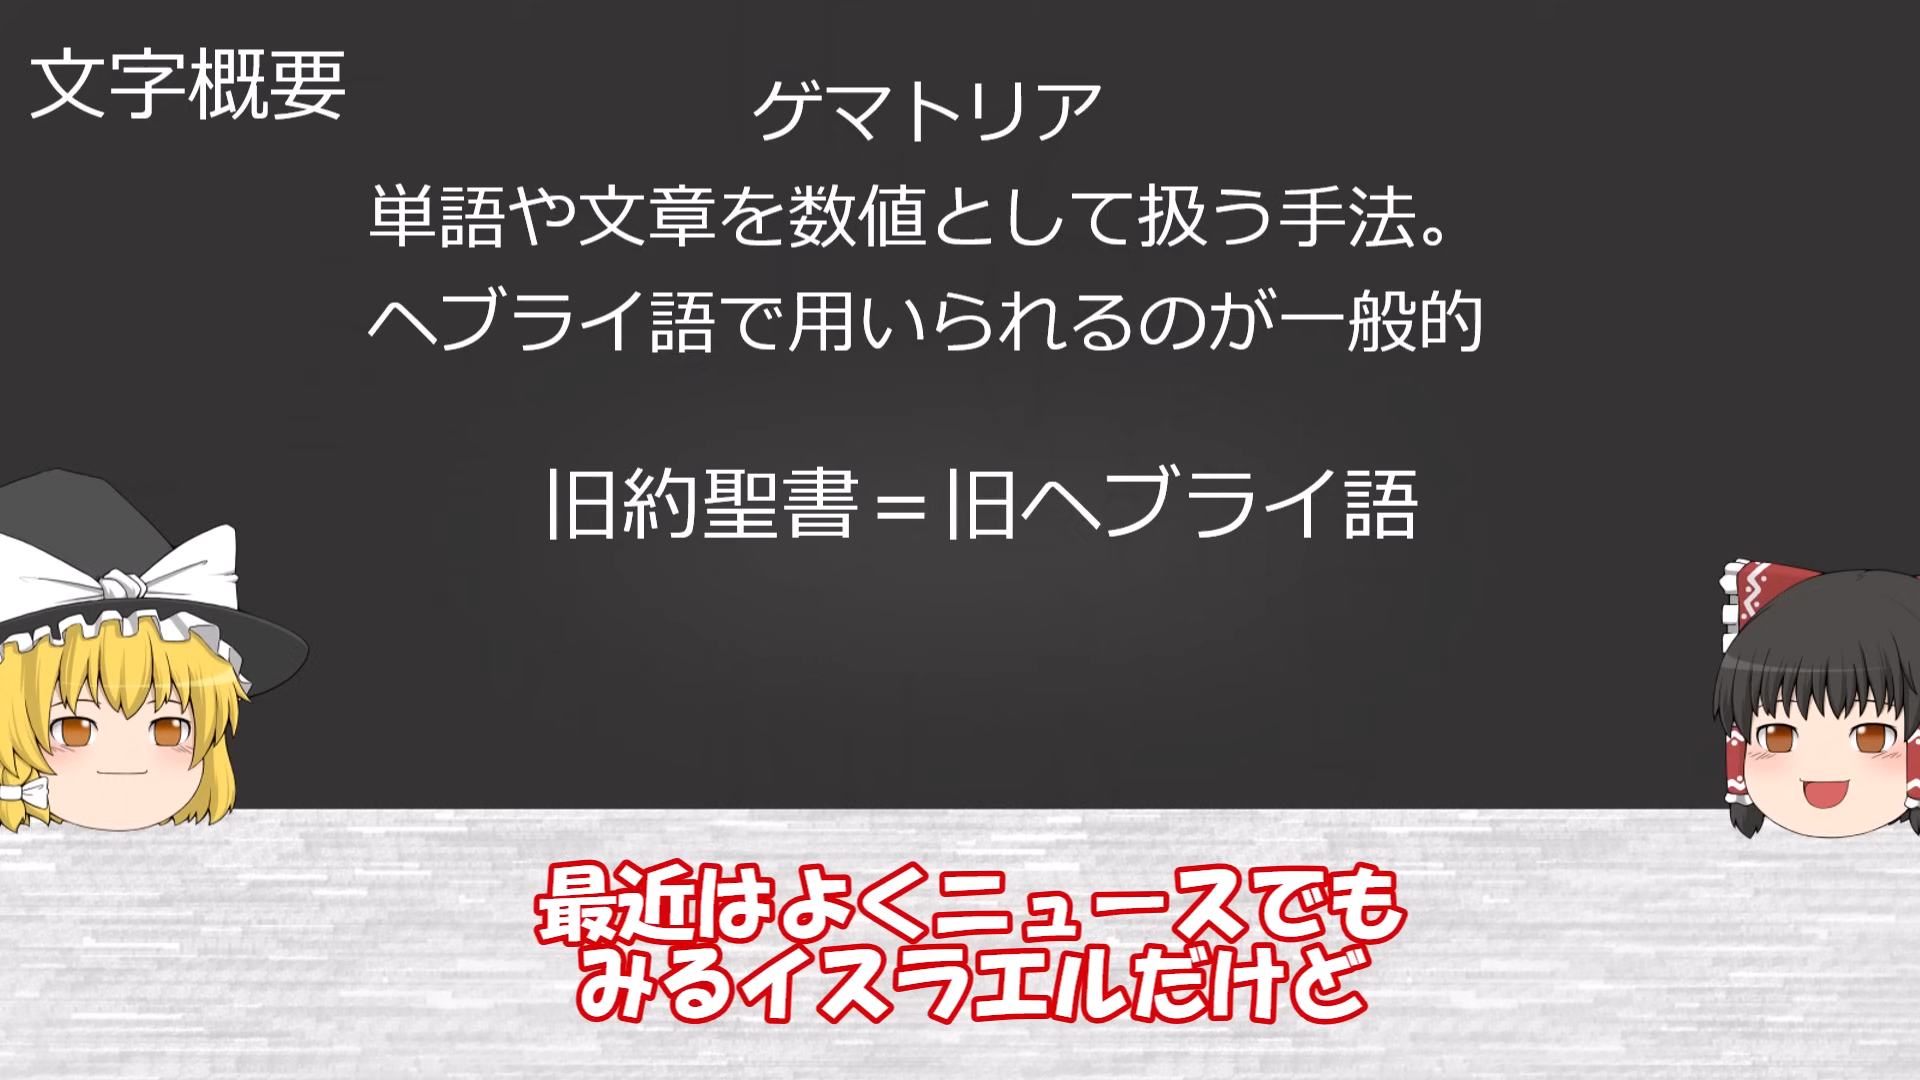 文字概要
ゲマトリア
単語や文章を数値として扱う手法。
ヘブライ語で用いられるのが一般的
旧約聖書＝旧ヘブライ語
最近はよくニュースでも
みるイスラエルだけど